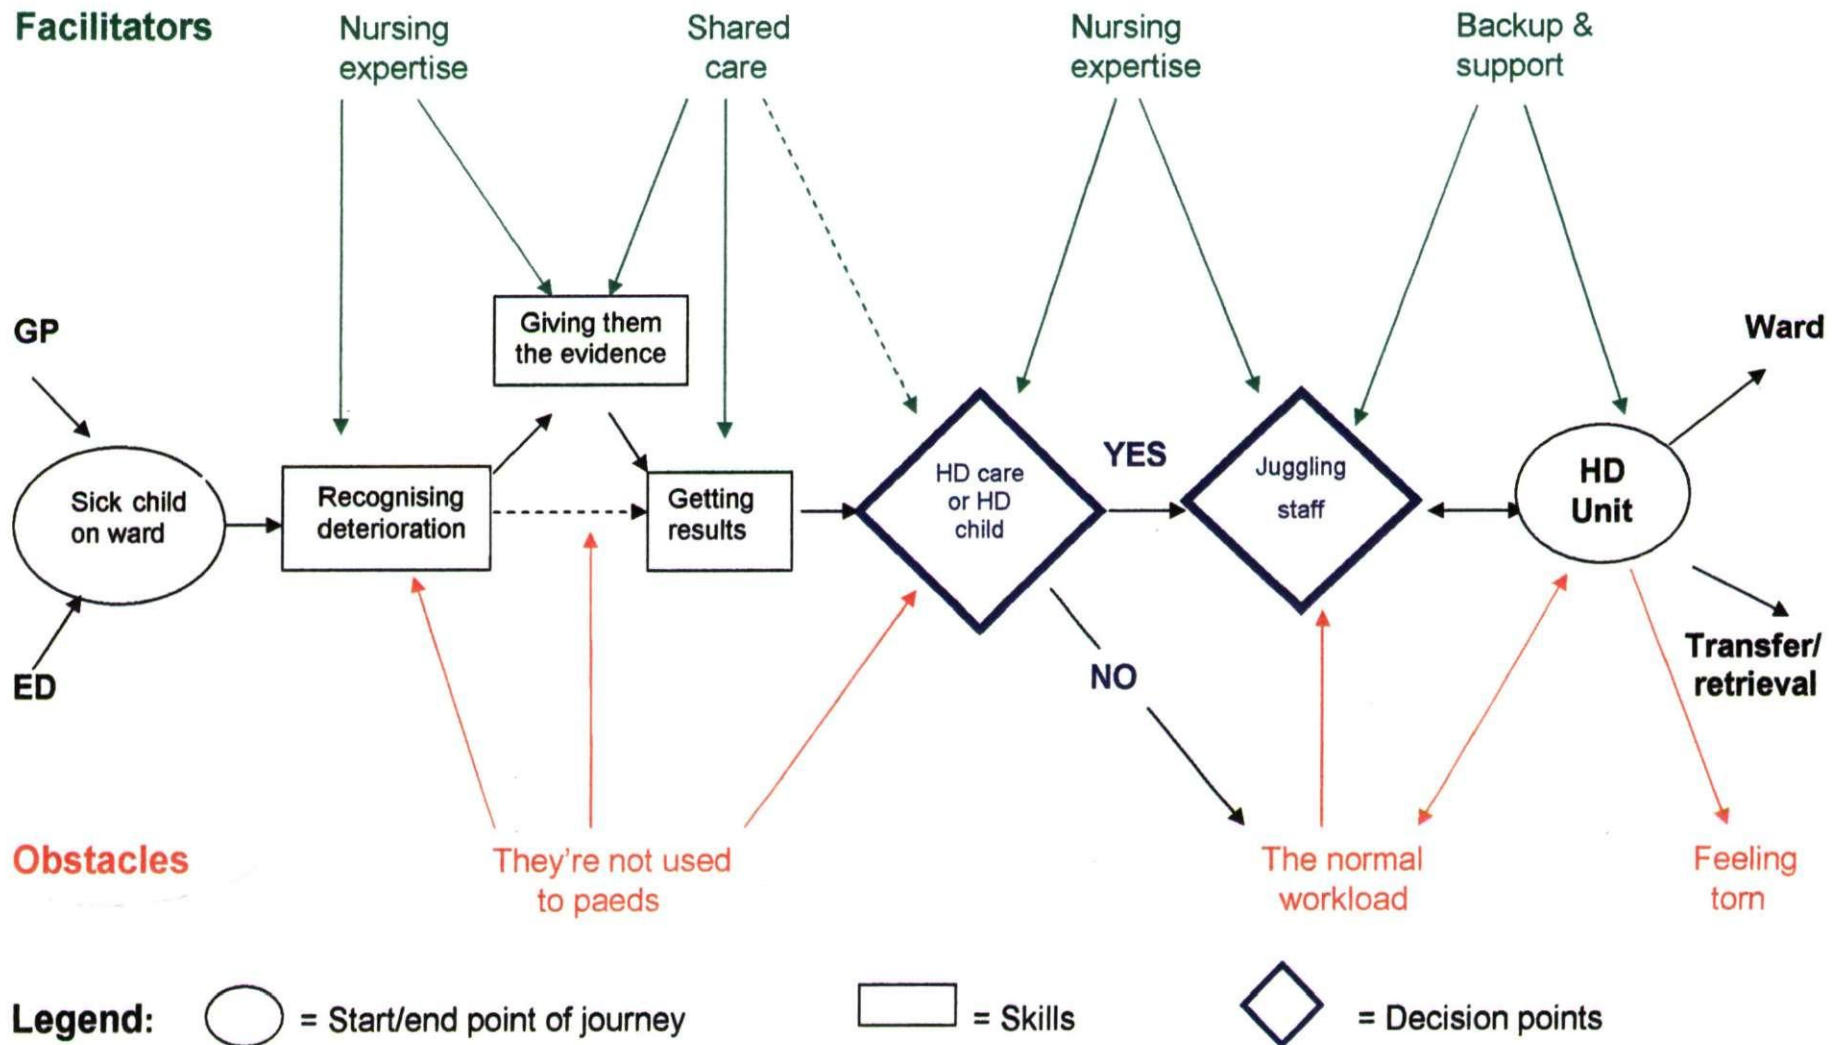 Facilitators
Nursing
expertise
Shared
care
Nursing
expertise
Backup &
support
GP
Giving them
the evidence
Ward
Sick child
on ward
Recognising
deterioration
Getting
results
HD care
or HD
child
YES
Juggling
staff
HD
Unit
ED
NO
Transfer/
retrieval
Obstacles
They're not used
to paeds
The normal
workload
Feeling
torn
Legend:
= Start/end point of journey
= Skills
= Decision points